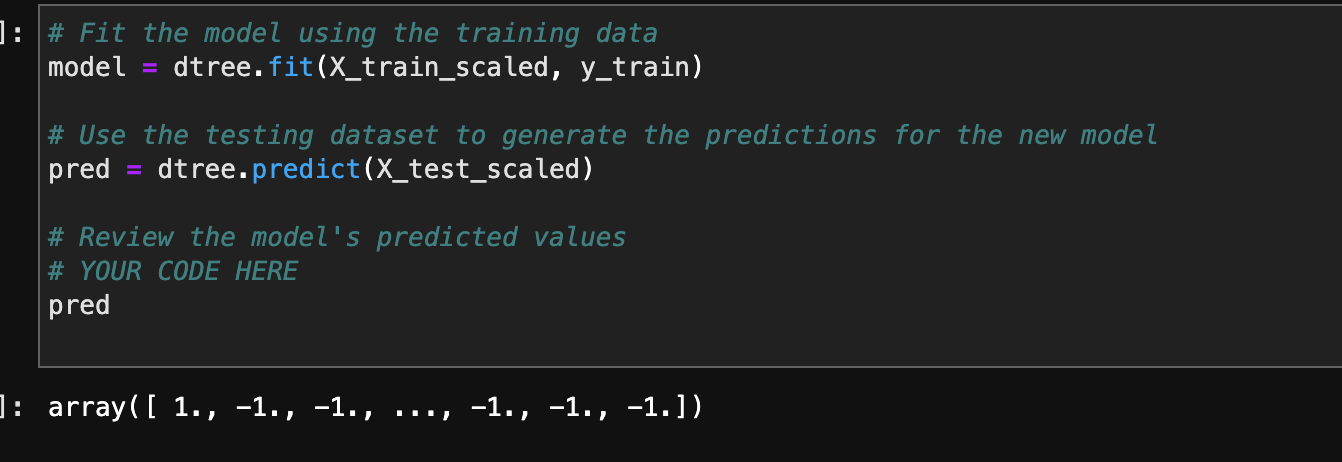 ]: # Fit the model using the training data
model = dtree.fit(X_train_scaled, y_train)
# Use the testing dataset to generate the predictions for the new model
pred = dtree.predict(X_test_scaled)
# Review the model's predicted values
# YOUR CODE HERE
pred
]: array([ 1., -1., -1., ..., -1., -1., -1.])